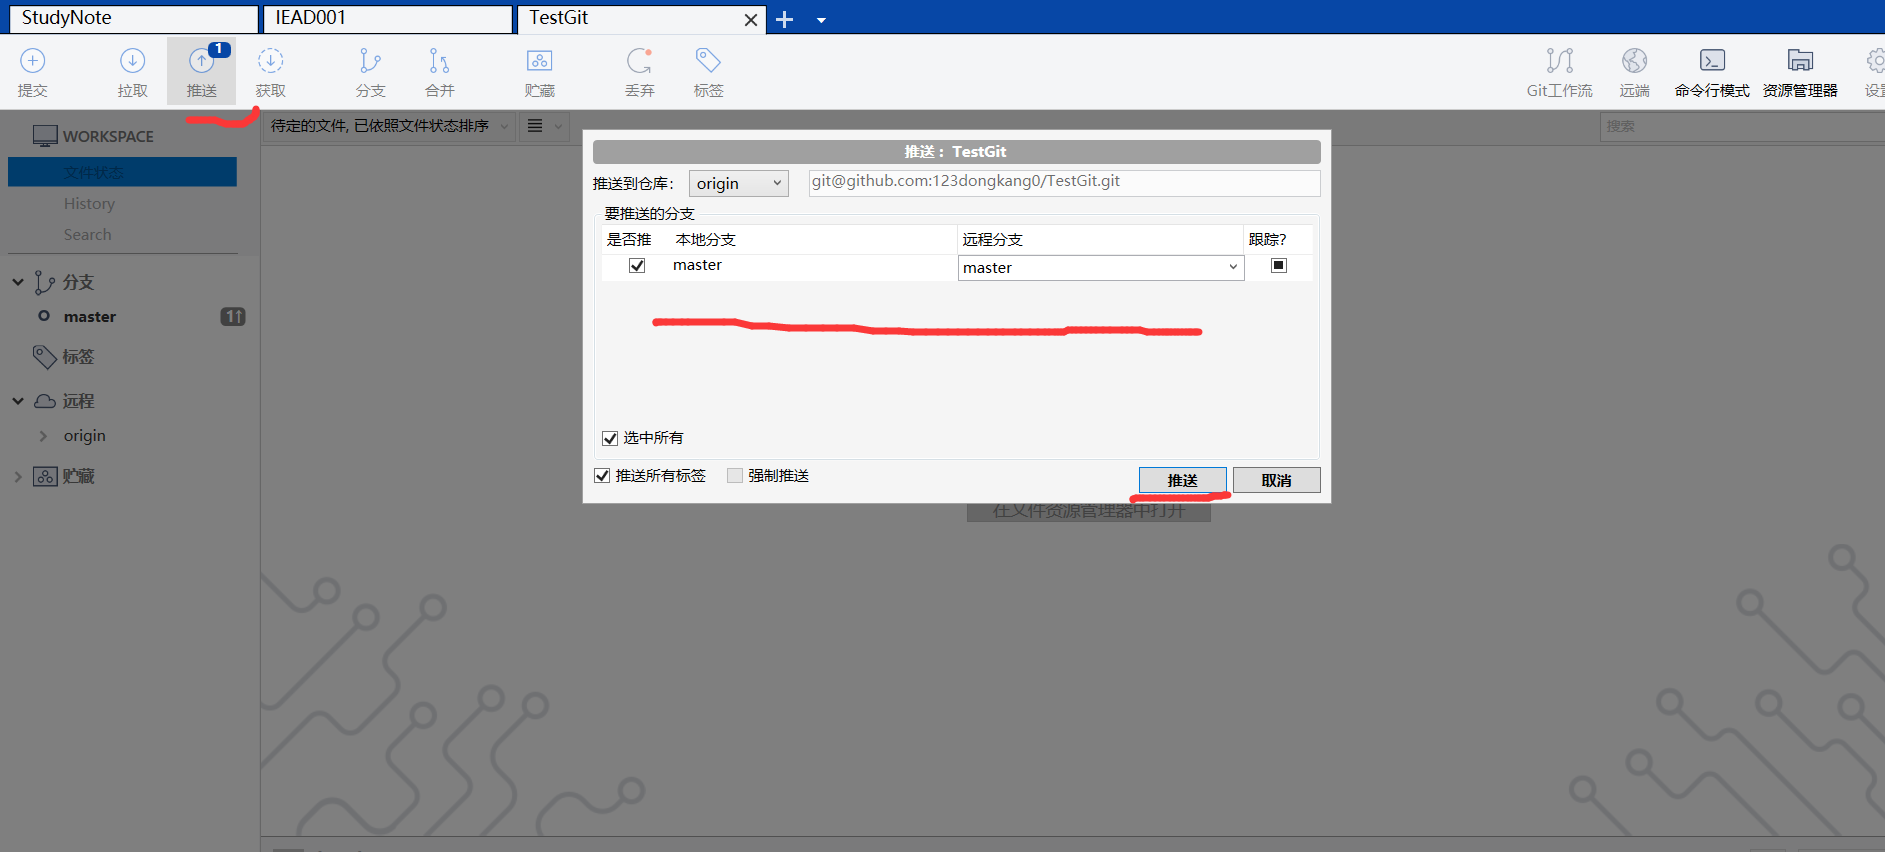 StudyNote
IEAD001
TestGit
提交
拉取
推送
1
获取
分支
合并
贮藏
丢弃
标签
Git工作流
远端
命令行模式
资源管理器
WORKSPACE
文件状态
History
Search
分支
master
1↑
标签
远程
origin
贮藏
待定的文件, 已依照文件状态排序
搜索
推送 : TestGit
推送到仓库:
origin
git@github.com:123dongkang0/TestGit.git
要推送的分支
是否推
本地分支
远程分支
跟踪?
master
master
选中所有
推送所有标签
强制推送
推送
取消
在文件资源管理器中打开